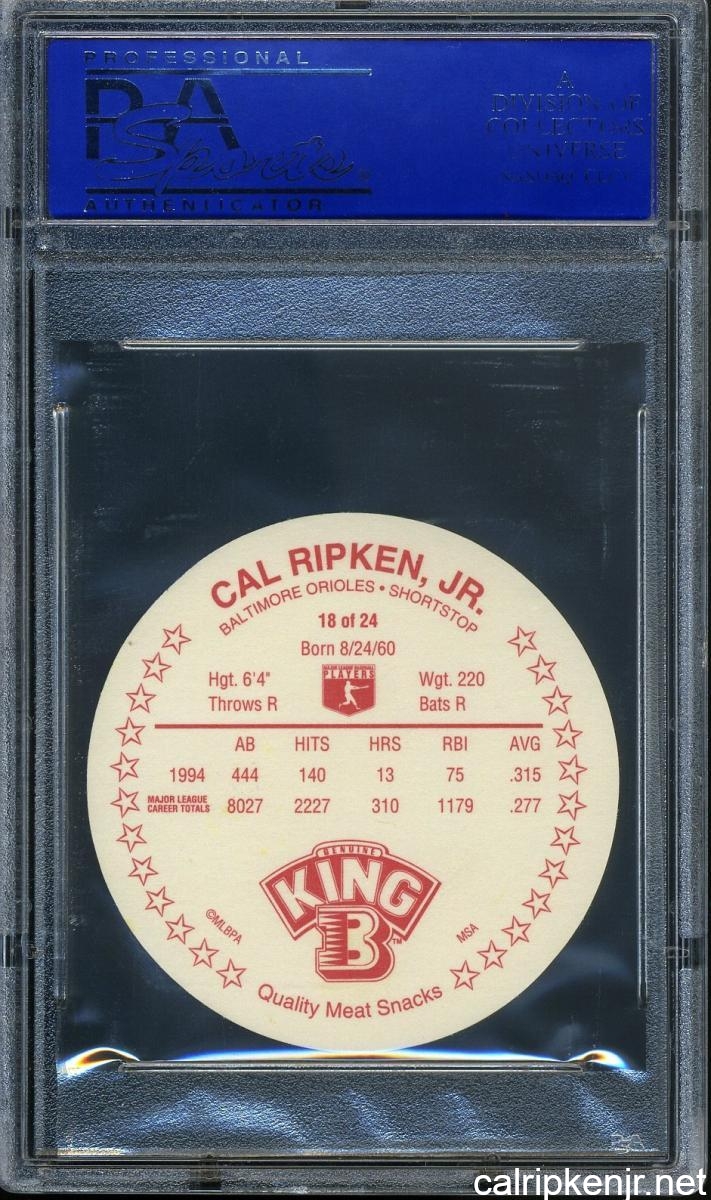 PROFESSIONAL
PSA
Sports
AUTHENTICATOR
A
DIVISION OF
COLLECTORS
UNIVERSE
CAL RIPKEN, JR.
BALTIMORE ORIOLES • SHORTSTOP
18 of 24
Born 8/24/60
Hgt. 6'4" Wgt. 220
MAJOR LEAGUE BASEBALL
PLAYERS
Throws R Bats R
AB HITS HRS RBI AVG
1994 444 140 13 75 .315
MAJOR LEAGUE
CAREER TOTALS 8027 2227 310 1179 .277
GENUINE
KING
B™
©MLBPA MSA
Quality Meat Snacks
PSA
calripkenjr.net